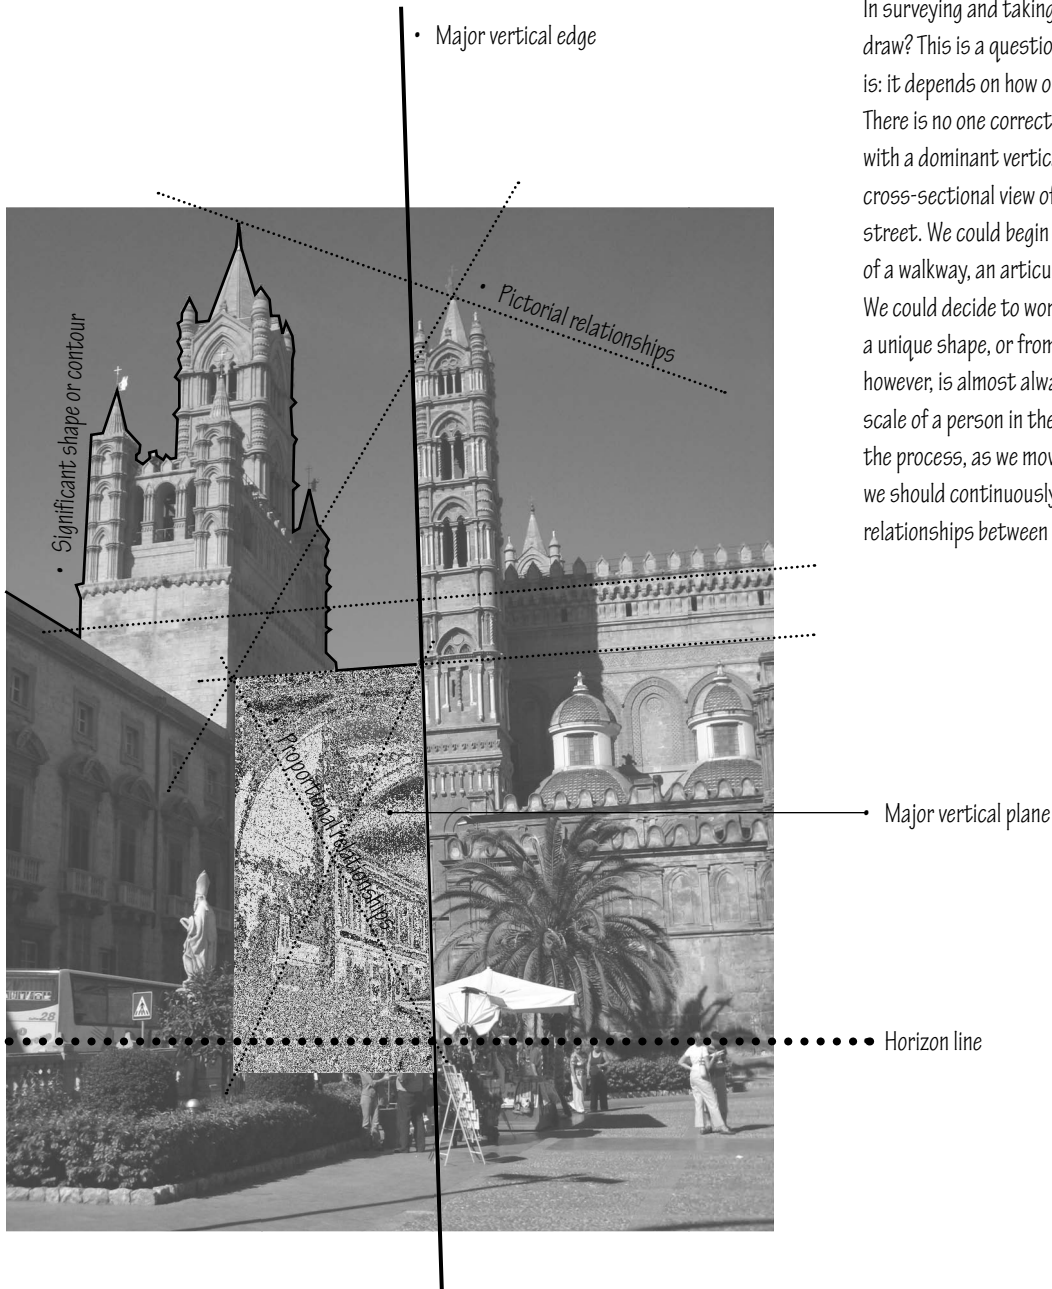 In surveying and taking
draw? This is a questio
is: it depends on how o
There is no one correct
with a dominant vertic
cross-sectional view of
street. We could begin
of a walkway, an articu
We could decide to wor
a unique shape, or from
however, is almost alwa
scale of a person in the
the process, as we mov
we should continuously
relationships between
• Major vertical edge
• Pictorial relationships
• Significant shape or contour
• Proportional relationships
Major vertical plane
28
Horizon line